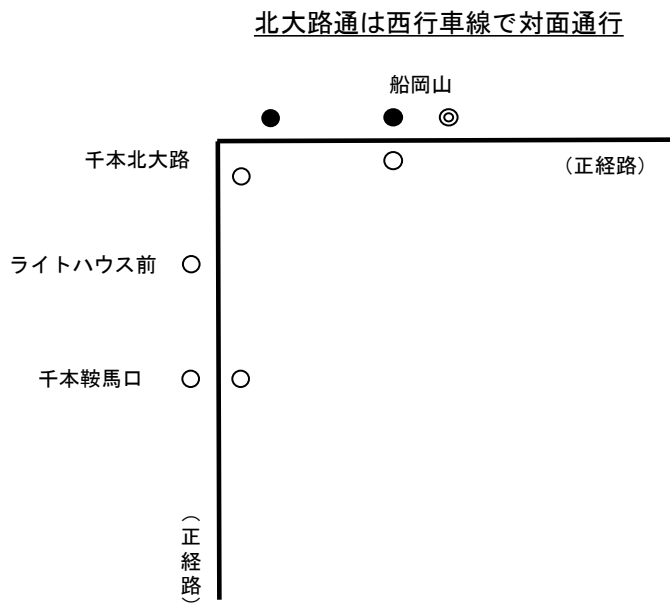 北大路通は西行車線で対面通行
船岡山
千本北大路
（正経路）
ライトハウス前
千本鞍馬口
（正経路）